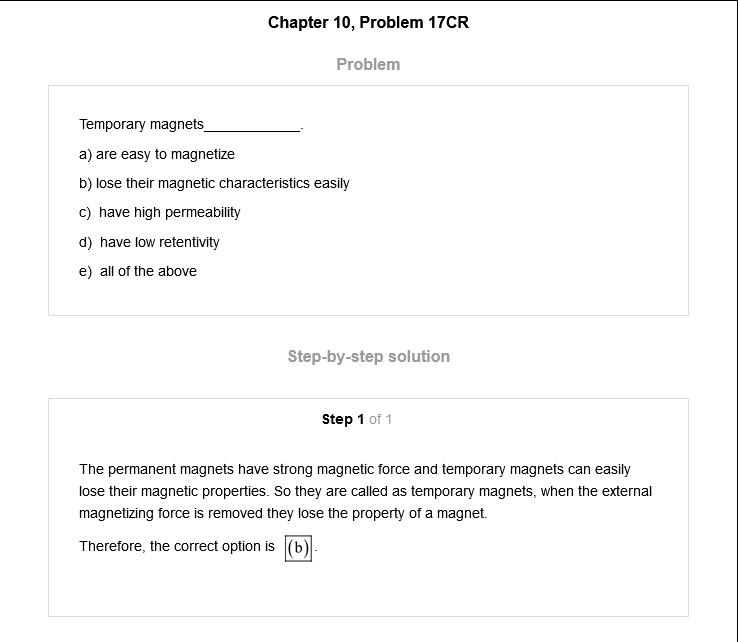 Chapter 10, Problem 17CR
Problem
Temporary magnets____________.
a) are easy to magnetize
b) lose their magnetic characteristics easily
c) have high permeability
d) have low retentivity
e) all of the above
Step-by-step solution
Step 1 of 1
The permanent magnets have strong magnetic force and temporary magnets can easily
lose their magnetic properties. So they are called as temporary magnets, when the external
magnetizing force is removed they lose the property of a magnet.
Therefore, the correct option is (b).